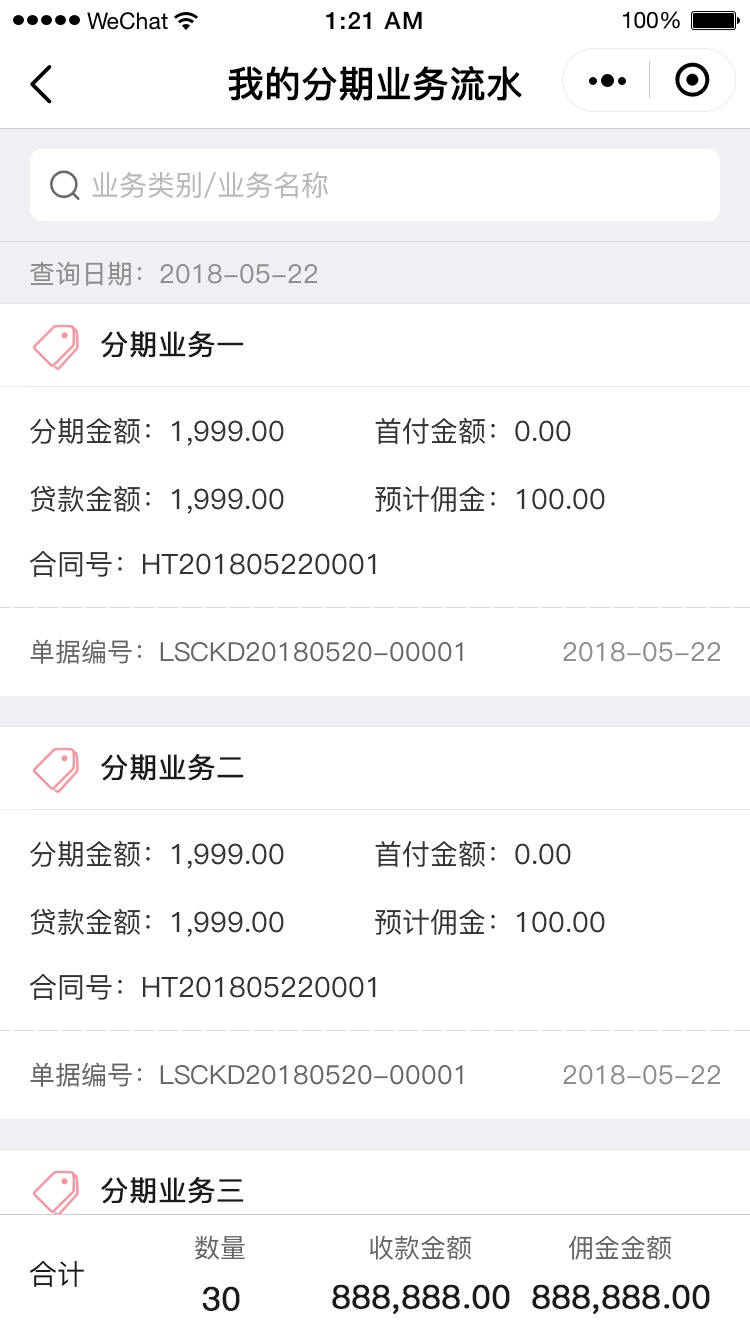 WeChat 1:21 AM 100%
我的分期业务流水
业务类别/业务名称
查询日期：2018-05-22
分期业务一
分期金额：1,999.00 首付金额：0.00
贷款金额：1,999.00 预计佣金：100.00
合同号：HT201805220001
单据编号：LSCKD20180520-00001 2018-05-22
分期业务二
分期金额：1,999.00 首付金额：0.00
贷款金额：1,999.00 预计佣金：100.00
合同号：HT201805220001
单据编号：LSCKD20180520-00001 2018-05-22
分期业务三
数量 收款金额 佣金金额
合计
30 888,888.00 888,888.00